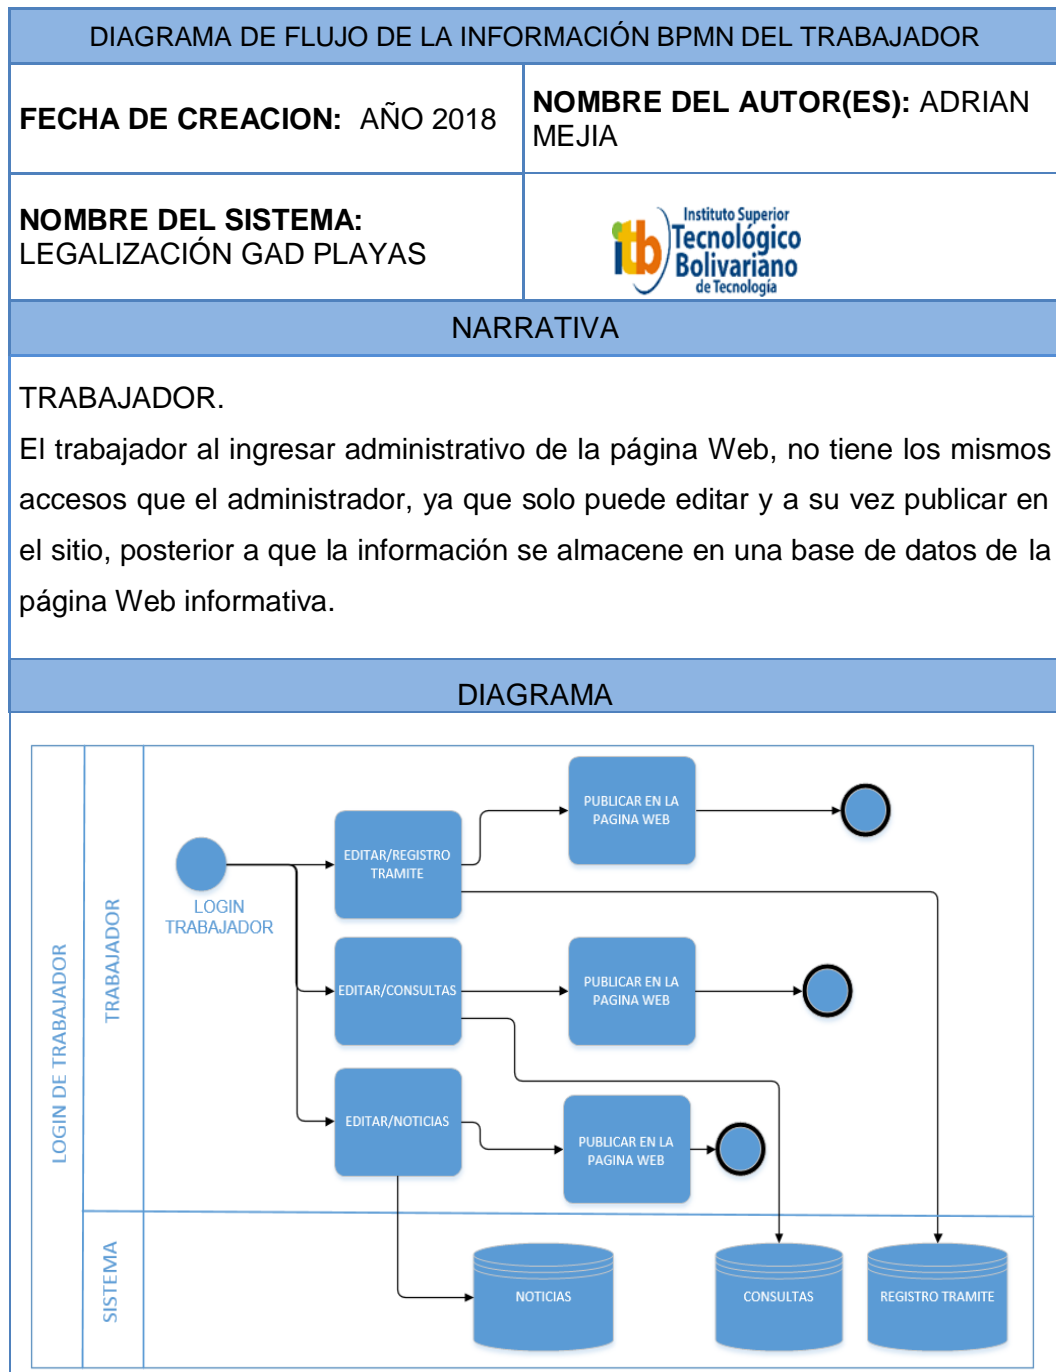 DIAGRAMA DE FLUJO DE LA INFORMACIÓN BPMN DEL TRABAJADOR
FECHA DE CREACION: AÑO 2018
NOMBRE DEL AUTOR(ES): ADRIAN
MEJIA
NOMBRE DEL SISTEMA:
LEGALIZACIÓN GAD PLAYAS
itb
Instituto Superior
Tecnológico
Bolivariano
de Tecnología
NARRATIVA
TRABAJADOR.
El trabajador al ingresar administrativo de la página Web, no tiene los mismos
accesos que el administrador, ya que solo puede editar y a su vez publicar en
el sitio, posterior a que la información se almacene en una base de datos de la
página Web informativa.
DIAGRAMA
LOGIN DE TRABAJADOR
TRABAJADOR
LOGIN
TRABAJADOR
EDITAR/REGISTRO
TRAMITE
PUBLICAR EN LA
PAGINA WEB
EDITAR/CONSULTAS
PUBLICAR EN LA
PAGINA WEB
EDITAR/NOTICIAS
PUBLICAR EN LA
PAGINA WEB
SISTEMA
NOTICIAS
CONSULTAS
REGISTRO TRAMITE